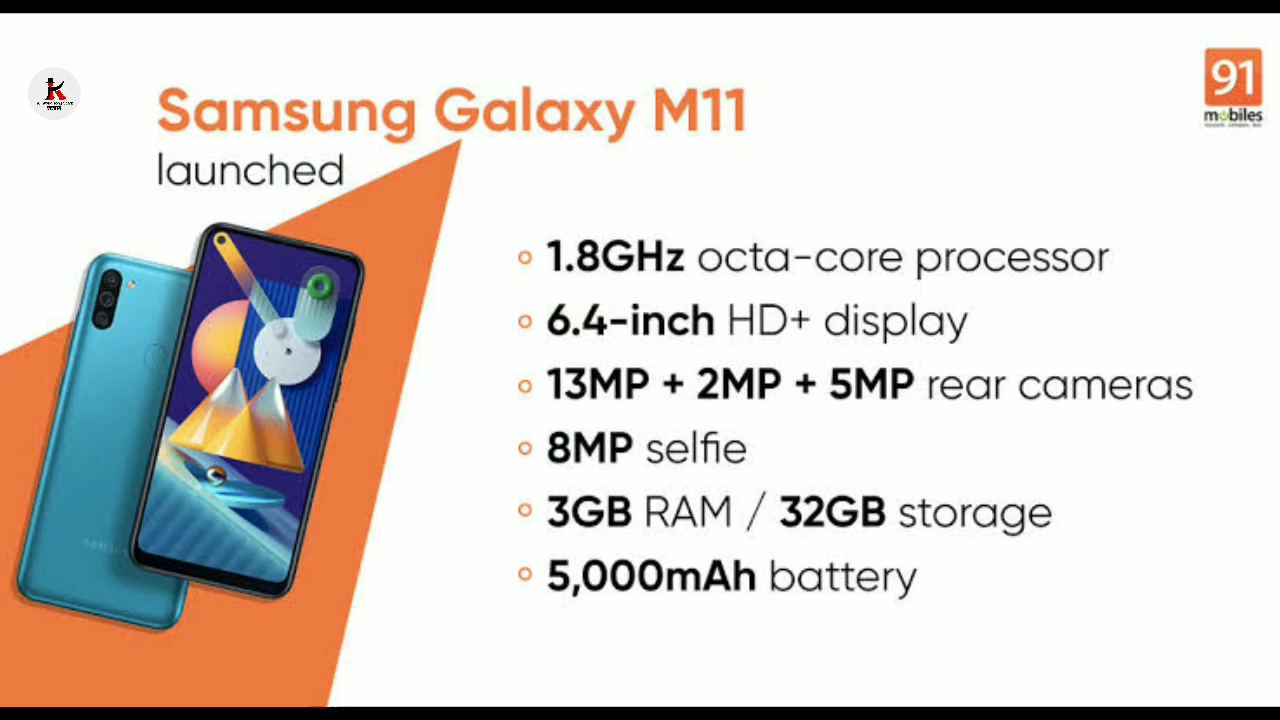 Samsung Galaxy M11
launched
91
mobiles
1.8GHz octa-core processor
6.4-inch HD+ display
13MP + 2MP + 5MP rear cameras
8MP selfie
3GB RAM / 32GB storage
5,000mAh battery